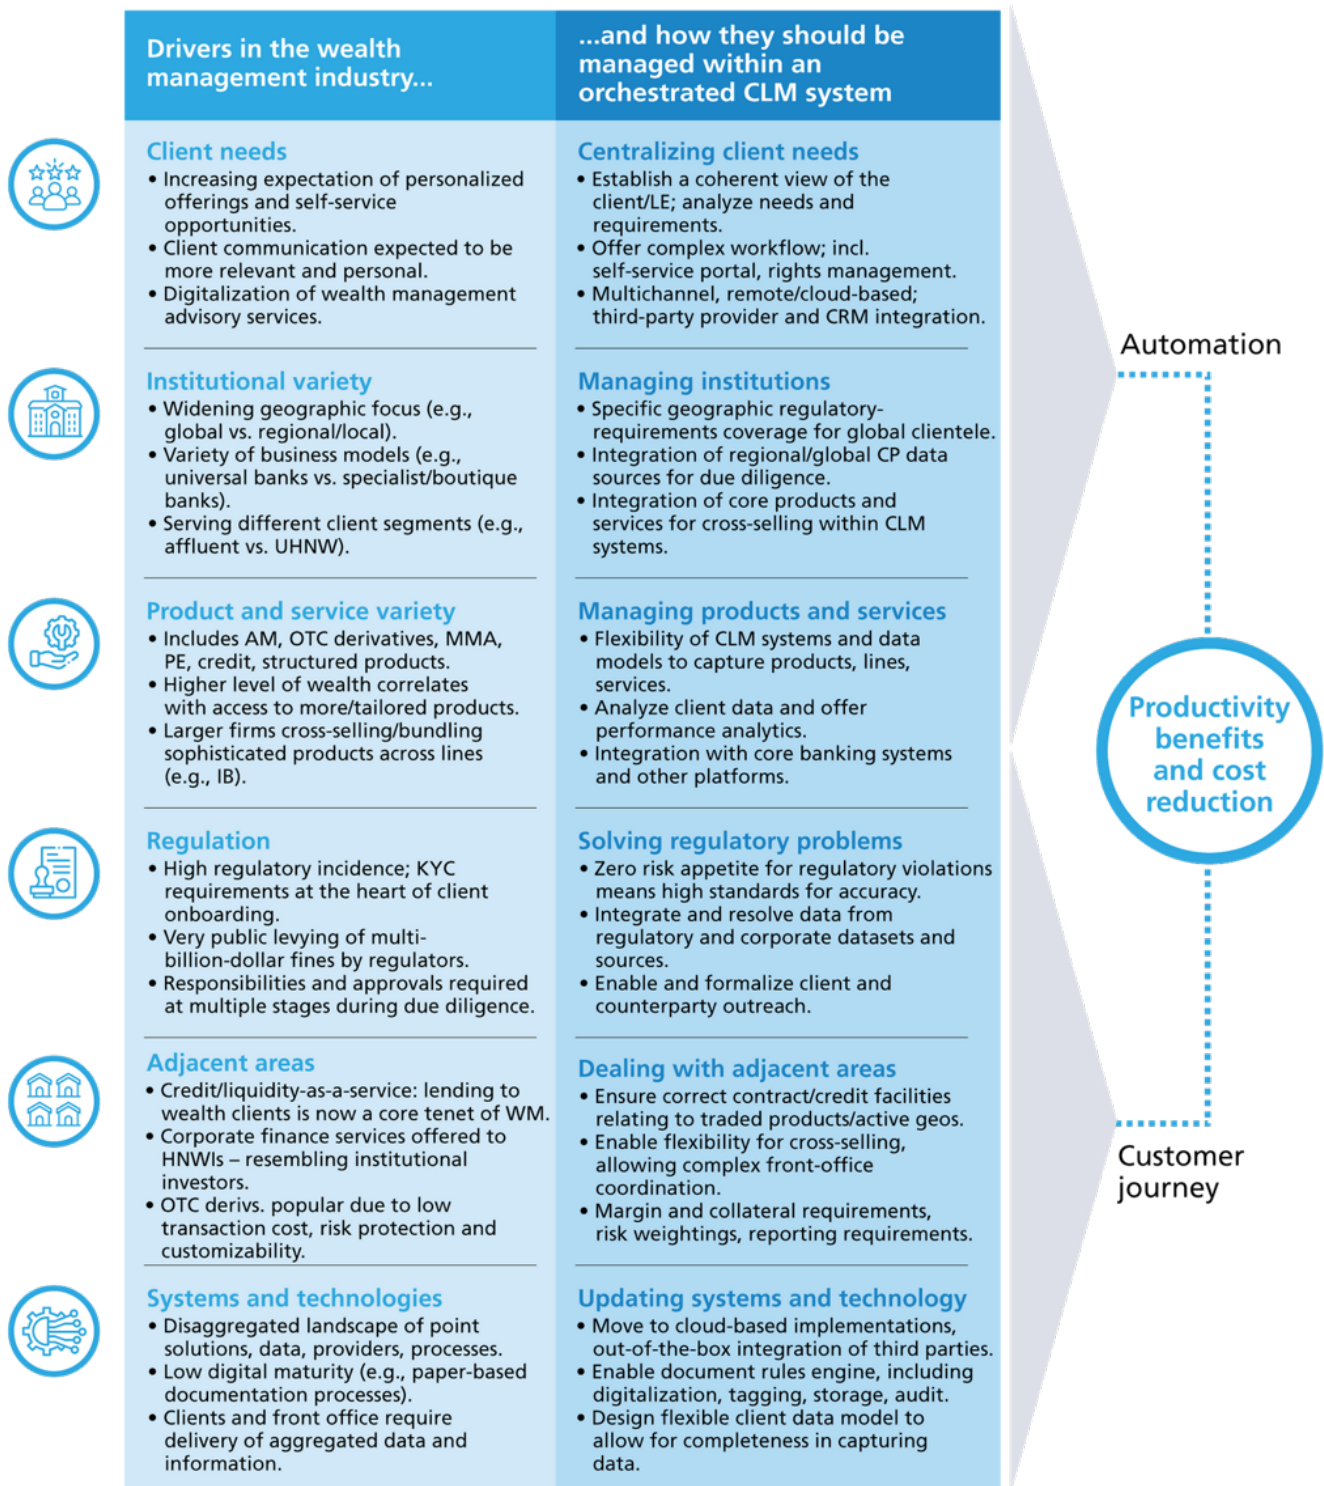 Drivers in the wealth
management industry...
...and how they should be
managed within an
orchestrated CLM system
Client needs
• Increasing expectation of personalized
offerings and self-service
opportunities.
• Client communication expected to be
more relevant and personal.
• Digitalization of wealth management
advisory services.
Centralizing client needs
• Establish a coherent view of the
client/LE; analyze needs and
requirements.
• Offer complex workflow; incl.
self-service portal, rights management.
• Multichannel, remote/cloud-based;
third-party provider and CRM integration.
Institutional variety
• Widening geographic focus (e.g.,
global vs. regional/local).
• Variety of business models (e.g.,
universal banks vs. specialist/boutique
banks).
• Serving different client segments (e.g.,
affluent vs. UHNW).
Managing institutions
• Specific geographic regulatory-
requirements coverage for global clientele.
• Integration of regional/global CP data
sources for due diligence.
• Integration of core products and
services for cross-selling within CLM
systems.
Product and service variety
• Includes AM, OTC derivatives, MMA,
PE, credit, structured products.
• Higher level of wealth correlates
with access to more/tailored products.
• Larger firms cross-selling/bundling
sophisticated products across lines
(e.g., IB).
Managing products and services
• Flexibility of CLM systems and data
models to capture products, lines,
services.
• Analyze client data and offer
performance analytics.
• Integration with core banking systems
and other platforms.
Regulation
• High regulatory incidence; KYC
requirements at the heart of client
onboarding.
• Very public levying of multi-
billion-dollar fines by regulators.
• Responsibilities and approvals required
at multiple stages during due diligence.
Solving regulatory problems
• Zero risk appetite for regulatory violations
means high standards for accuracy.
• Integrate and resolve data from
regulatory and corporate datasets and
sources.
• Enable and formalize client and
counterparty outreach.
Adjacent areas
• Credit/liquidity-as-a-service: lending to
wealth clients is now a core tenet of WM.
• Corporate finance services offered to
HNWIs – resembling institutional
investors.
• OTC derivs. popular due to low
transaction cost, risk protection and
customizability.
Dealing with adjacent areas
• Ensure correct contract/credit facilities
relating to traded products/active geos.
• Enable flexibility for cross-selling,
allowing complex front-office
coordination.
• Margin and collateral requirements,
risk weightings, reporting requirements.
Systems and technologies
• Disaggregated landscape of point
solutions, data, providers, processes.
• Low digital maturity (e.g., paper-based
documentation processes).
• Clients and front office require
delivery of aggregated data and
information.
Updating systems and technology
• Move to cloud-based implementations,
out-of-the-box integration of third parties.
• Enable document rules engine, including
digitalization, tagging, storage, audit.
• Design flexible client data model to
allow for completeness in capturing
data.
Automation
Productivity
benefits
and cost
reduction
Customer
journey